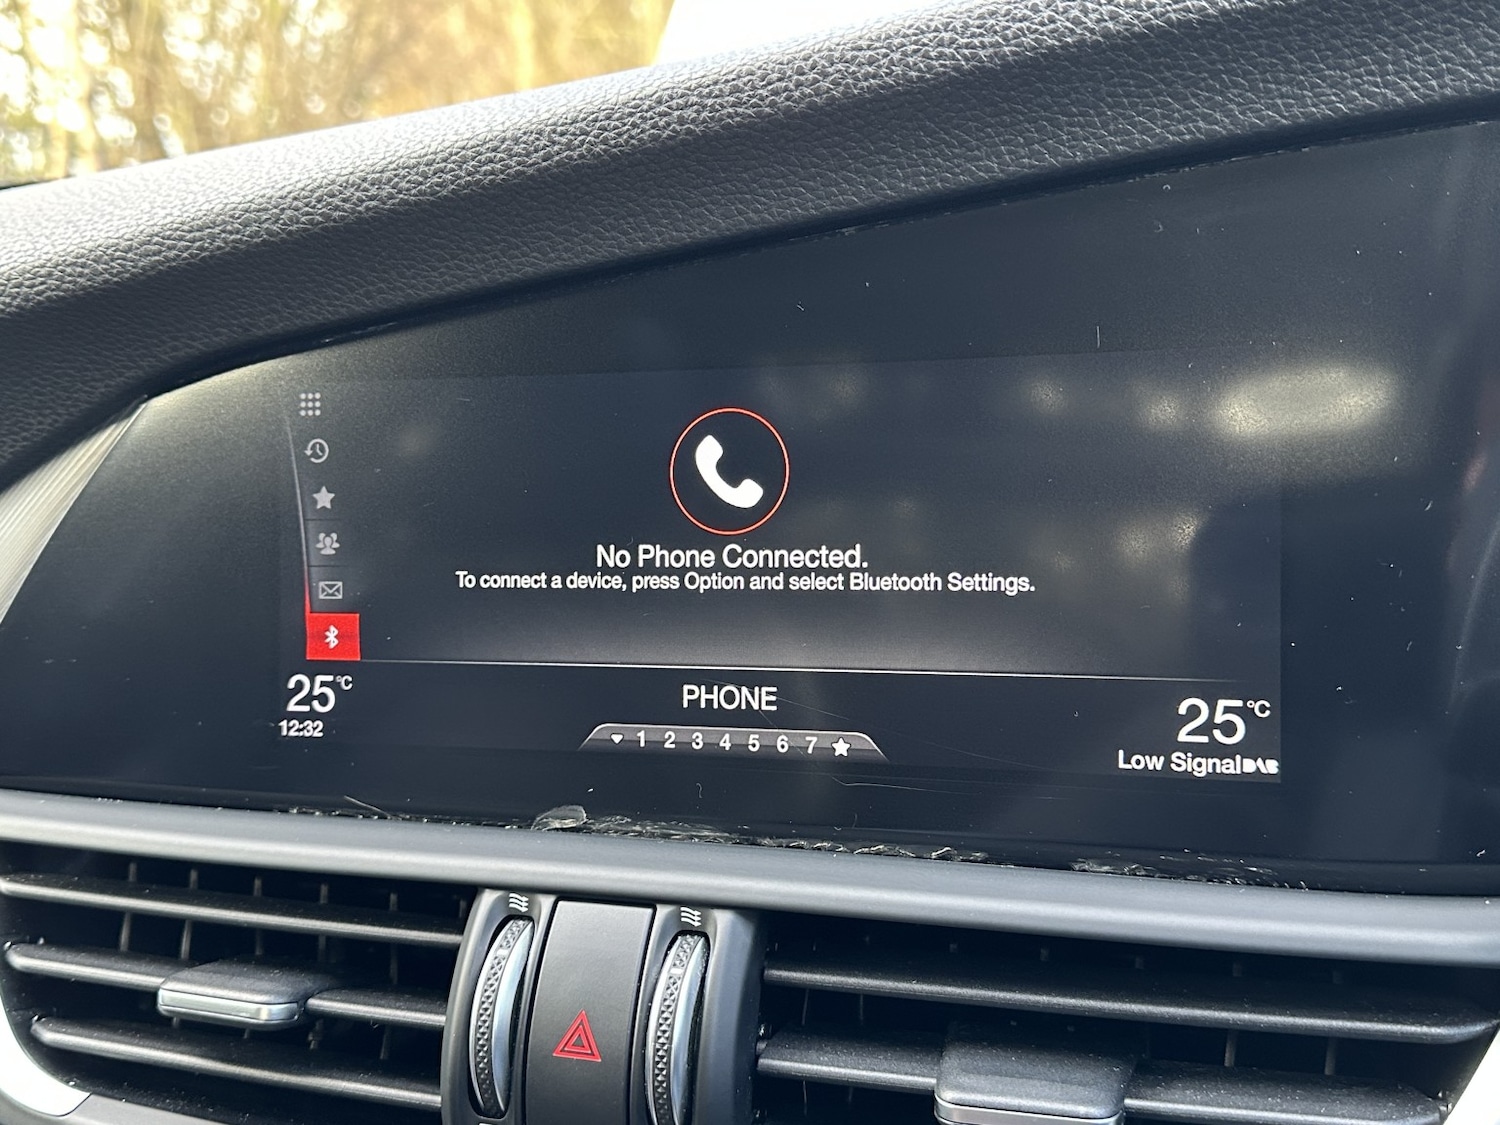 No Phone Connected.
To connect a device, press Option and select Bluetooth Settings.
25°C
12:32
PHONE
1 2 3 4 5 6 7
25°C
Low Signal DAB